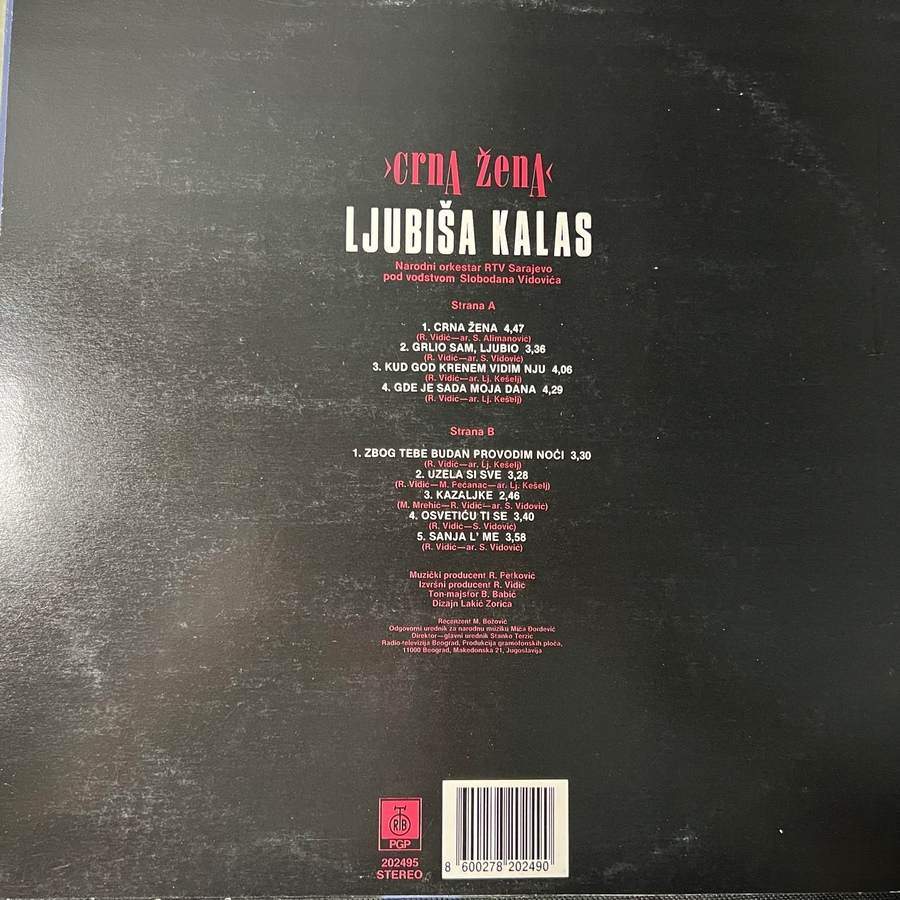 ›crnA ženA‹
LJUBIŠA KALAS
Narodni orkestar RTV Sarajevo
pod vođstvom Slobodana Vidovića
Strana A
1. CRNA ŽENA 4,47
(R. Vidić—ar. S. Alimanović)
2. GRLIO SAM, LJUBIO 3,36
(R. Vidić—ar. S. Vidović)
3. KUD GOD KRENEM VIDIM NJU 4,06
(R. Vidić—ar. Lj. Kešelj)
4. GDE JE SADA MOJA DANA 4,29
(R. Vidić—ar. Lj. Kešelj)
Strana B
1. ZBOG TEBE BUDAN PROVODIM NOĆI 3,30
(R. Vidić—ar. Lj. Kešelj)
2. UZELA SI SVE 3,28
(R. Vidić—M. Pećanac—ar. Lj. Kešelj)
3. KAZALJKE 2,46
(M. Mrehić—R. Vidić—ar. S. Vidović)
4. OSVETIĆU TI SE 3,40
(R. Vidić—S. Vidović)
5. SANJA L' ME 3,58
(R. Vidić—ar. S. Vidović)
Muzički producent R. Petković
Izvršni producent R. Vidić
Ton-majstor B. Babić
Dizajn Lakić Zorica
Recenzent M. Božović
Odgovorni urednik za narodnu muziku Mića Đorđević
Direktor—glavni urednik Stanko Terzić
Radio-televizija Beograd, Produkcija gramofonskih ploča,
11000 Beograd, Makedonska 21, Jugoslavija
RTB
PGP
202495
STEREO
8 600278 202490